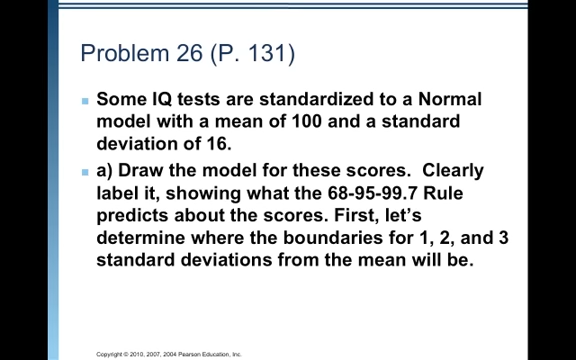 Problem 26 (P. 131)
Some IQ tests are standardized to a Normal
model with a mean of 100 and a standard
deviation of 16.
a) Draw the model for these scores.  Clearly
label it, showing what the 68-95-99.7 Rule
predicts about the scores. First, let's
determine where the boundaries for 1, 2, and 3
standard deviations from the mean will be.
Copyright © 2010, 2007, 2004 Pearson Education, Inc.